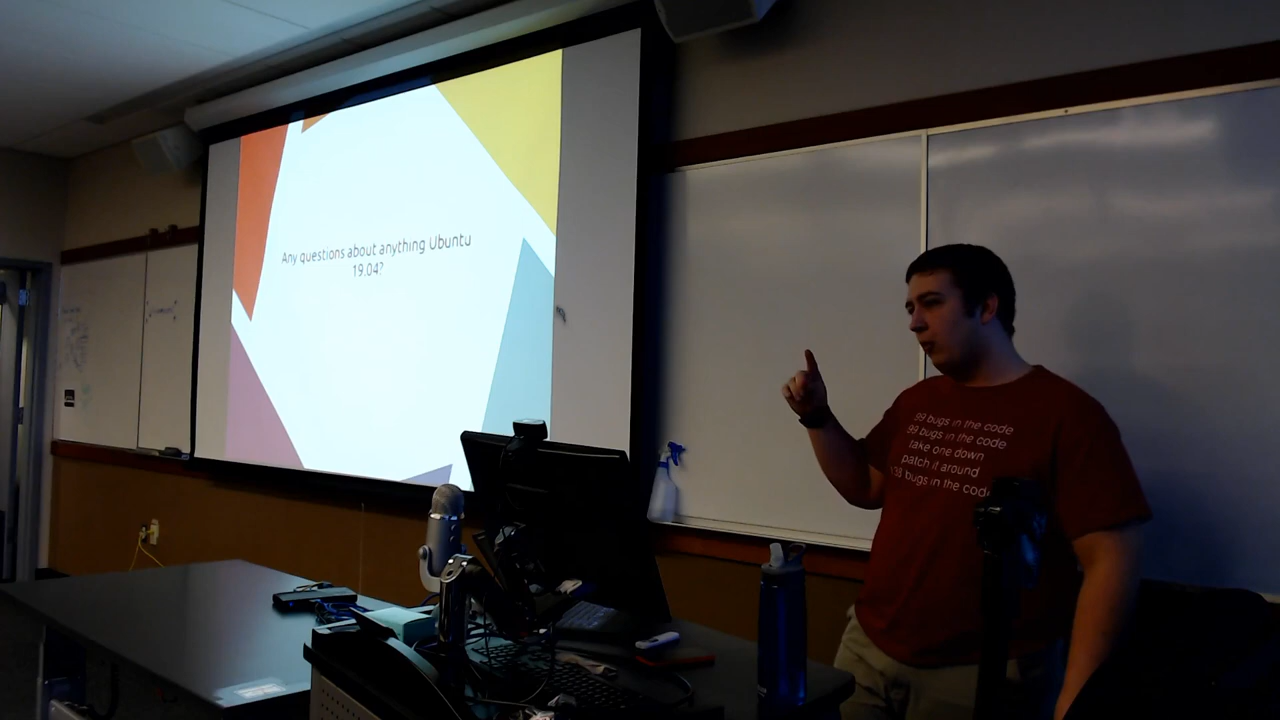 Any questions about anything Ubuntu
19.04?
99 bugs in the code
99 bugs in the code
take one down
patch it around
138 bugs in the code